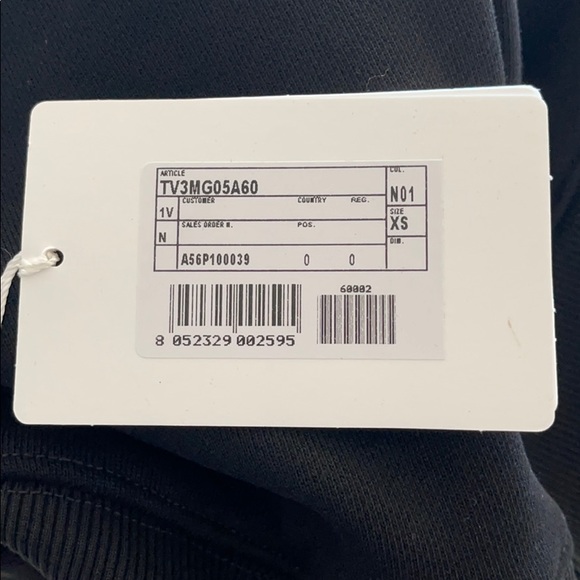 ARTICLE COL.
TV3MG05A60 N01
1V CUSTOMER COUNTRY REG. SIZE
XS
N SALES ORDER N. POS. DIM.
A56P100039 0 0
60002
8 052329 002595